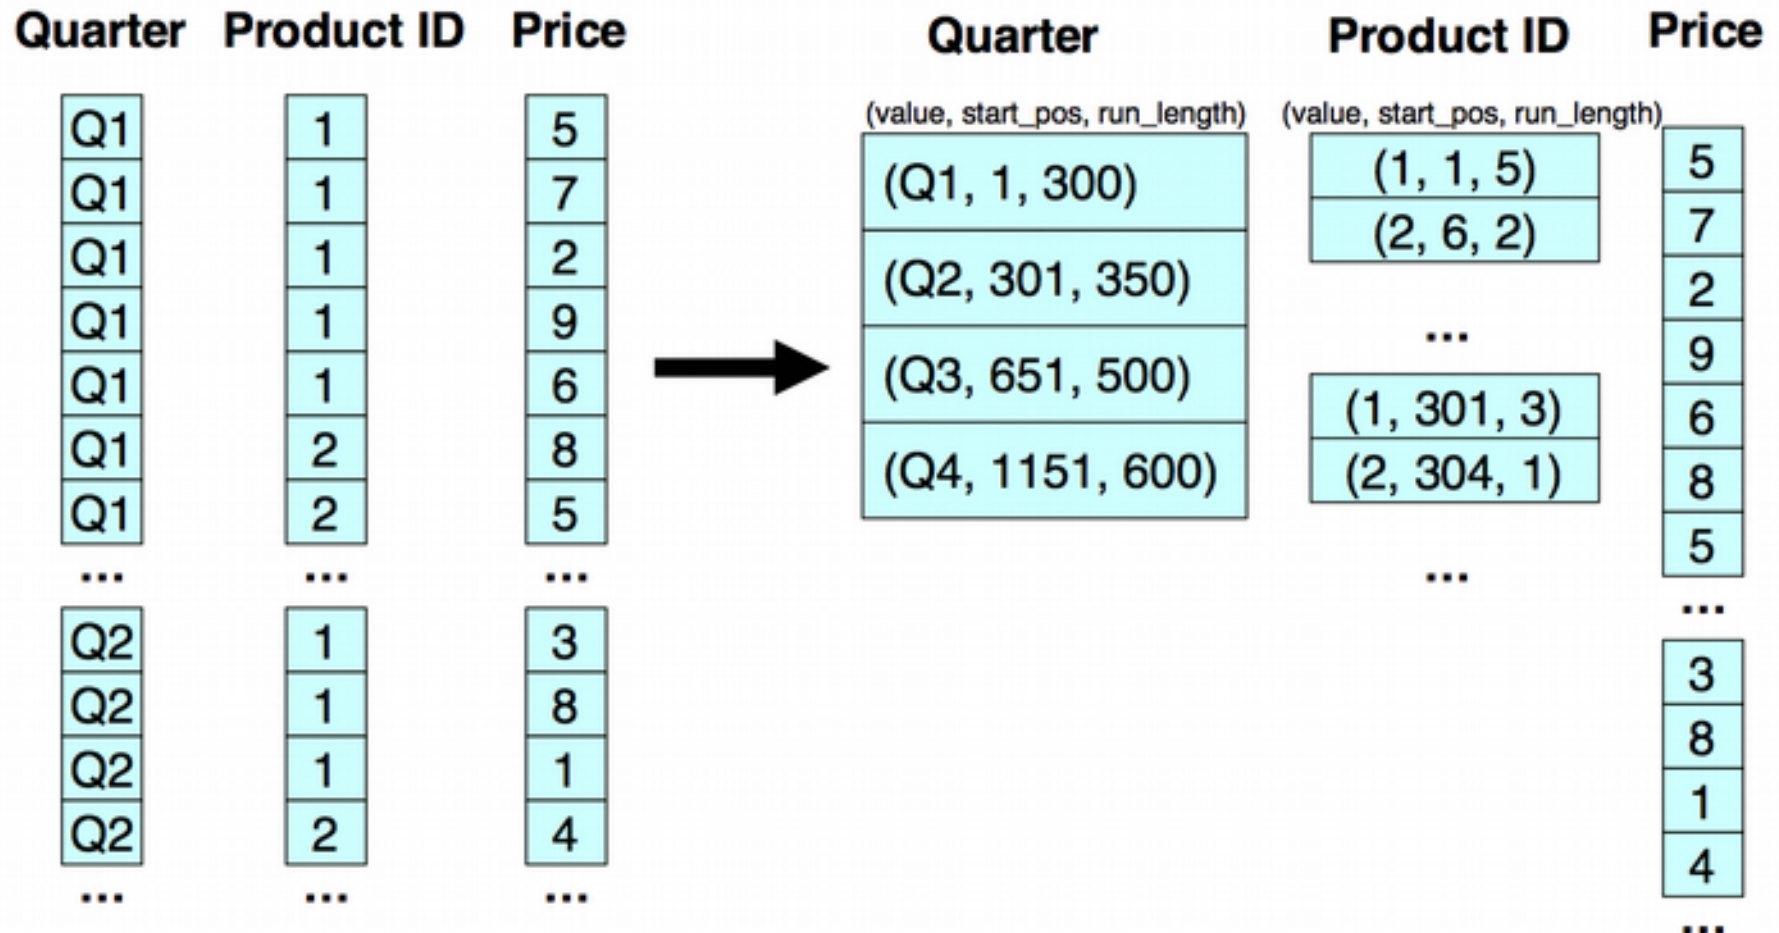 Quarter Product ID Price
Q1 1 5
Q1 1 7
Q1 1 2
Q1 1 9
Q1 1 6
Q1 2 8
Q1 2 5
... ... ...
Q2 1 3
Q2 1 8
Q2 1 1
Q2 2 4
... ... ...
Quarter
(value, start_pos, run_length)
(Q1, 1, 300)
(Q2, 301, 350)
(Q3, 651, 500)
(Q4, 1151, 600)
Product ID
(value, start_pos, run_length)
(1, 1, 5)
(2, 6, 2)
...
(1, 301, 3)
(2, 304, 1)
...
Price
5
7
2
9
6
8
5
...
3
8
1
4
...